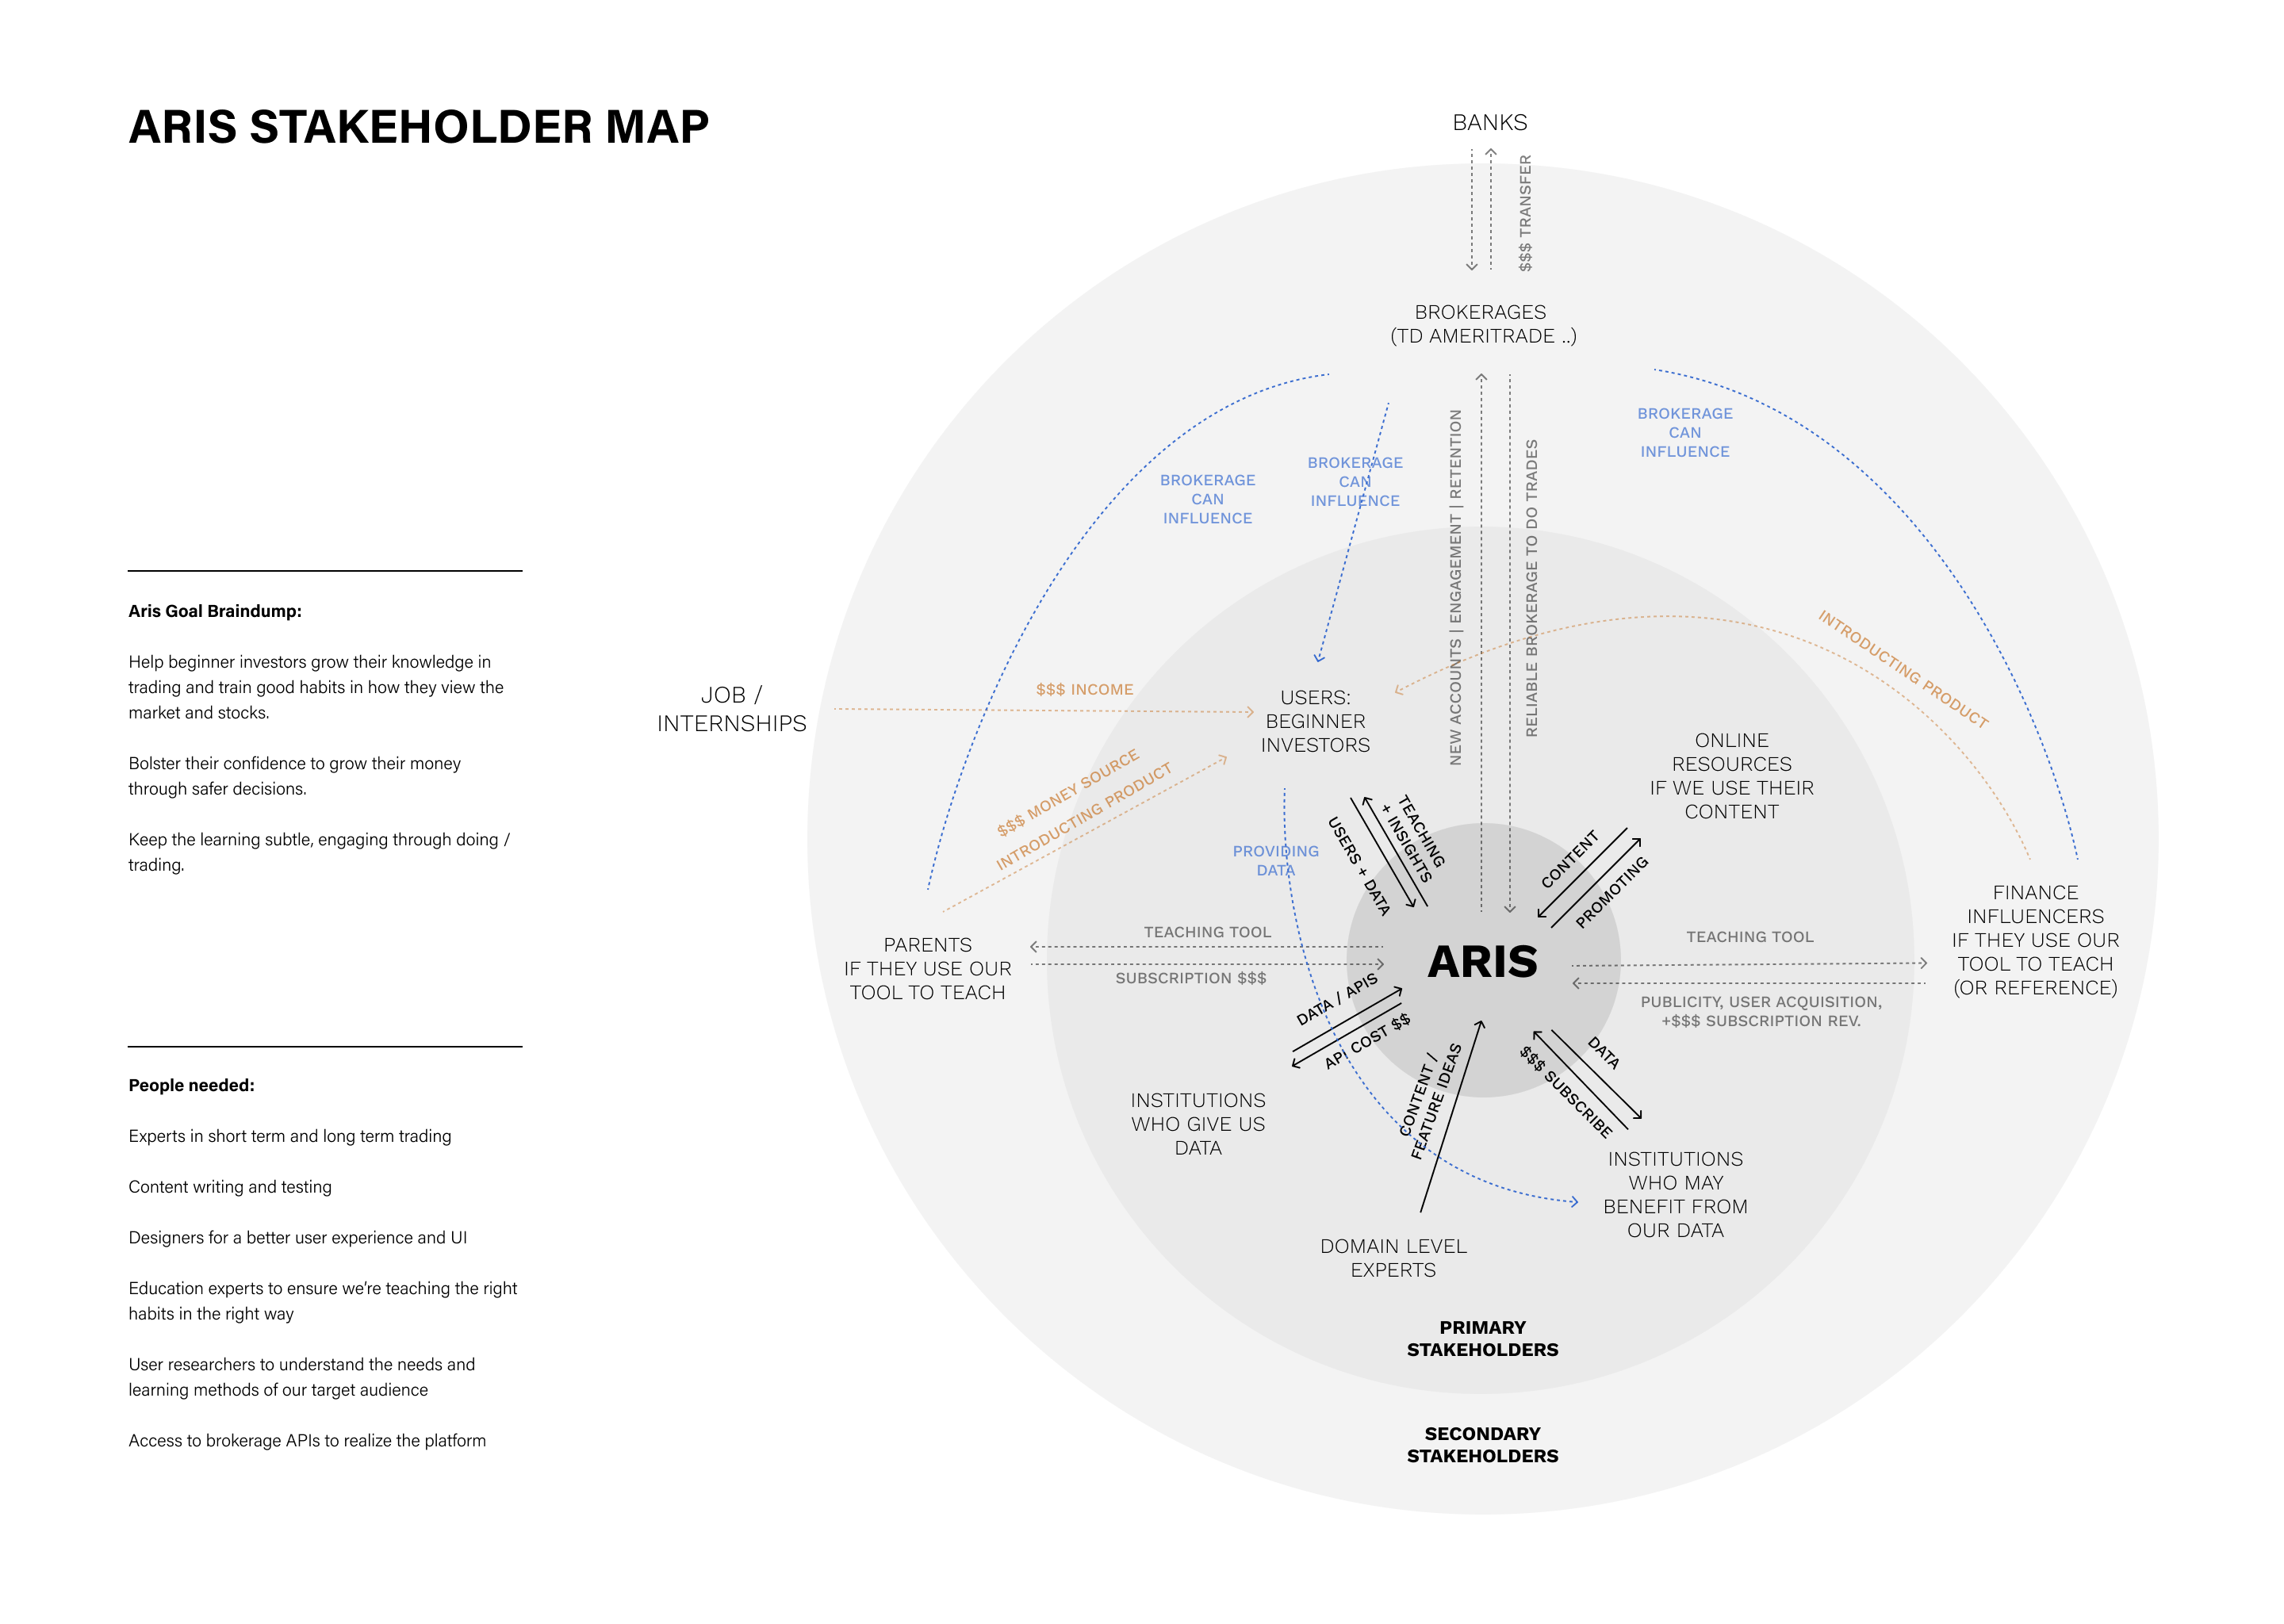 ARIS STAKEHOLDER MAP
Aris Goal Braindump:
Help beginner investors grow their knowledge in
trading and train good habits in how they view the
market and stocks.
Bolster their confidence to grow their money
through safer decisions.
Keep the learning subtle, engaging through doing /
trading.
People needed:
Experts in short term and long term trading
Content writing and testing
Designers for a better user experience and UI
Education experts to ensure we're teaching the right
habits in the right way
User researchers to understand the needs and
learning methods of our target audience
Access to brokerage APIs to realize the platform
BANKS
$$$ TRANSFER
BROKERAGES
(TD AMERITRADE ..)
BROKERAGE
CAN
INFLUENCE
BROKERAGE
CAN
INFLUENCE
BROKERAGE
CAN
INFLUENCE
NEW ACCOUNTS | ENGAGEMENT | RETENTION
RELIABLE BROKERAGE TO DO TRADES
INTRODUCTING PRODUCT
JOB /
INTERNSHIPS
$$$ INCOME
USERS:
BEGINNER
INVESTORS
$$$ MONEY SOURCE
INTRODUCTING PRODUCT
ONLINE
RESOURCES
IF WE USE THEIR
CONTENT
TEACHING
+ INSIGHTS
USERS + DATA
CONTENT
PROMOTING
PROVIDING
DATA
PARENTS
IF THEY USE OUR
TOOL TO TEACH
TEACHING TOOL
SUBSCRIPTION $$$
ARIS
TEACHING TOOL
PUBLICITY, USER ACQUISITION,
+$$$ SUBSCRIPTION REV.
FINANCE
INFLUENCERS
IF THEY USE OUR
TOOL TO TEACH
(OR REFERENCE)
DATA / APIS
API COST $$
CONTENT /
FEATURE IDEAS
DATA
$$$ SUBSCRIBE
INSTITUTIONS
WHO GIVE US
DATA
INSTITUTIONS
WHO MAY
BENEFIT FROM
OUR DATA
DOMAIN LEVEL
EXPERTS
PRIMARY
STAKEHOLDERS
SECONDARY
STAKEHOLDERS